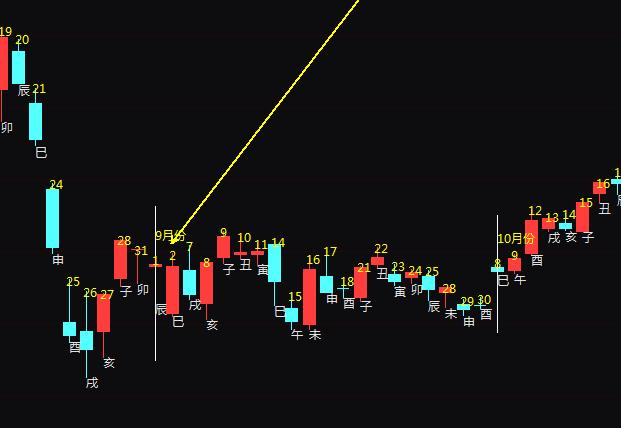 19
卯
20
辰
21
巳
24
申
25
酉
26
戌
27
亥
28
子
31
卯
9月份
1
辰
2
巳
7
戌
8
亥
9
子
10
丑
11
寅
14
巳
15
午
16
未
17
申
18
酉
21
子
22
丑
23
寅
24
卯
25
辰
28
未
29
申
30
酉
10月份
8
巳
9
午
12
酉
13
戌
14
亥
15
子
16
丑